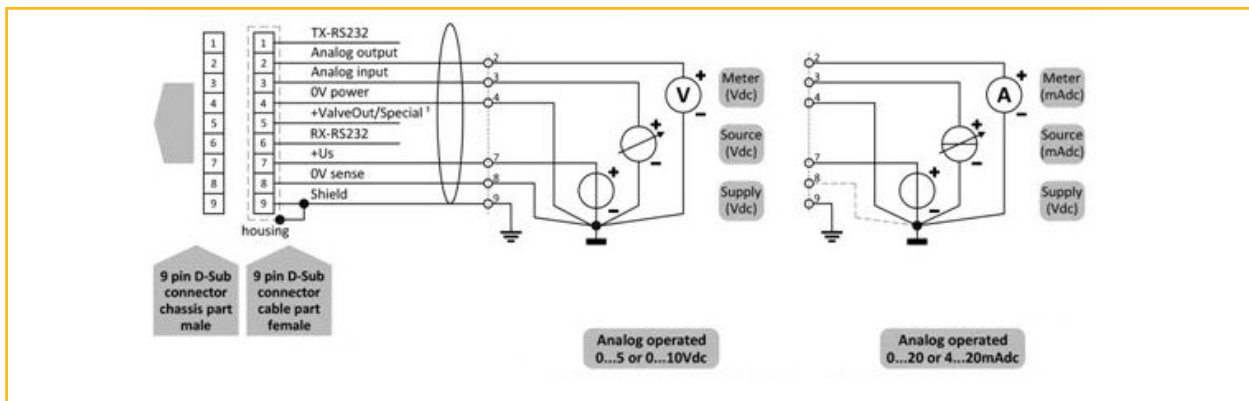 1
2
3
4
5
6
7
8
9
1
2
3
4
5
6
7
8
9
TX-RS232
Analog output
Analog input
0V power
+ValveOut/Special ¹
RX-RS232
+Us
0V sense
Shield
housing
9 pin D-Sub
connector
chassis part
male
9 pin D-Sub
connector
cable part
female
2
3
4
7
8
9
V
+
−
+
−
+
−
Meter
(Vdc)
Source
(Vdc)
Supply
(Vdc)
Analog operated
0...5 or 0...10Vdc
2
3
4
7
8
9
A
+
−
+
−
+
−
Meter
(mAdc)
Source
(mAdc)
Supply
(Vdc)
Analog operated
0...20 or 4...20mAdc